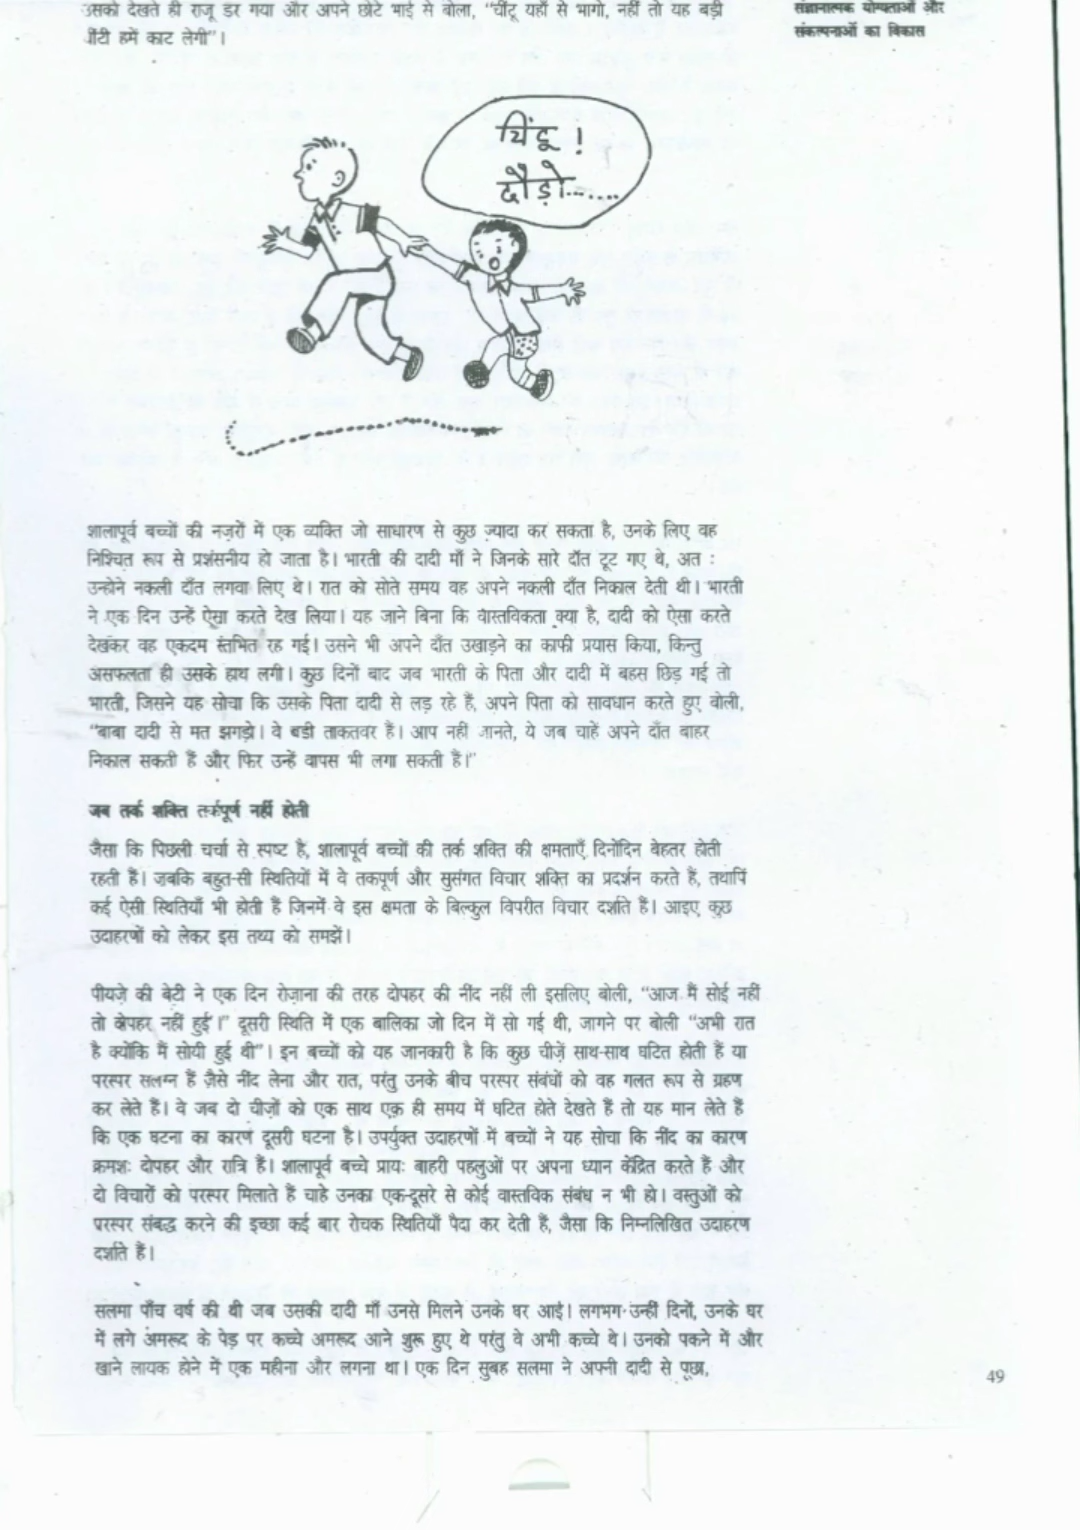 उसको देखते ही राजू डर गया और अपने छोटे भाई से बोला, "चींटू यहाँ से भागो, नहीं तो यह बड़ी
चींटी हमें काट लेगी"।
संज्ञानात्मक योग्यताओं और
संकल्पनाओं का विकास
चिंटू !
दौड़ो......
शालापूर्व बच्चों की नज़रों में एक व्यक्ति जो साधारण से कुछ ज्यादा कर सकता है, उनके लिए वह
निश्चित रूप से प्रशंसनीय हो जाता है। भारती की दादी माँ ने जिनके सारे दाँत टूट गए थे, अत :
उन्होने नकली दाँत लगवा लिए थे। रात को सोते समय वह अपने नकली दाँत निकाल देती थी। भारती
ने एक दिन उन्हें ऐसा करते देख लिया। यह जाने बिना कि वास्तविकता क्या है, दादी को ऐसा करते
देखकर वह एकदम स्तंभित रह गई। उसने भी अपने दाँत उखाड़ने का काफी प्रयास किया, किन्तु
असफलता ही उसके हाथ लगी। कुछ दिनों बाद जब भारती के पिता और दादी में बहस छिड़ गई तो
भारती, जिसने यह सोचा कि उसके पिता दादी से लड़ रहे हैं, अपने पिता को सावधान करते हुए बोली,
"बाबा दादी से मत झगड़ो। वे बडी ताकतवर हैं। आप नहीं जानते, ये जब चाहें अपने दाँत बाहर
निकाल सकती हैं और फिर उन्हें वापस भी लगा सकती हैं।"
जब तर्क शक्ति तर्कपूर्ण नहीं होती
जैसा कि पिछली चर्चा से स्पष्ट है, शालापूर्व बच्चों की तर्क शक्ति की क्षमताएँ दिनोंदिन बेहतर होती
रहती हैं। जबकि बहुत-सी स्थितियों में वे तकपूर्ण और सुसंगत विचार शक्ति का प्रदर्शन करते हैं, तथापि
कई ऐसी स्थितियाँ भी होती हैं जिनमें वे इस क्षमता के बिल्कुल विपरीत विचार दर्शाते हैं। आइए कुछ
उदाहरणों को लेकर इस तथ्य को समझें।
पीयजे की बेटी ने एक दिन रोज़ाना की तरह दोपहर की नींद नहीं ली इसलिए बोली, "आज मैं सोई नहीं
तो दोपहर नहीं हुई।" दूसरी स्थिति में एक बालिका जो दिन में सो गई थी, जागने पर बोली "अभी रात
है क्योंकि मैं सोयी हुई थी"। इन बच्चों को यह जानकारी है कि कुछ चीज़ें साथ-साथ घटित होती हैं या
परस्पर सलग्न हैं जैसे नींद लेना और रात, परंतु उनके बीच परस्पर संबंधों को वह गलत रूप से ग्रहण
कर लेते हैं। वे जब दो चीज़ों को एक साथ एक ही समय में घटित होते देखते हैं तो यह मान लेते हैं
कि एक घटना का कारण दूसरी घटना है। उपर्युक्त उदाहरणों में बच्चों ने यह सोचा कि नींद का कारण
क्रमशः दोपहर और रात्रि हैं। शालापूर्व बच्चे प्रायः बाहरी पहलुओं पर अपना ध्यान केंद्रित करते हैं और
दो विचारों को परस्पर मिलाते हैं चाहे उनका एक-दूसरे से कोई वास्तविक संबंध न भी हो। वस्तुओं को
परस्पर संबद्ध करने की इच्छा कई बार रोचक स्थितियाँ पैदा कर देती हैं, जैसा कि निम्नलिखित उदाहरण
दर्शाते हैं।
सलमा पाँच वर्ष की थी जब उसकी दादी माँ उनसे मिलने उनके घर आईं। लगभग उन्हीं दिनों, उनके घर
में लगे अमरूद के पेड़ पर कच्चे अमरूद आने शुरू हुए थे परंतु वे अभी कच्चे थे। उनको पकने में और
खाने लायक होने में एक महीना और लगना था। एक दिन सुबह सलमा ने अपनी दादी से पूछा,
49